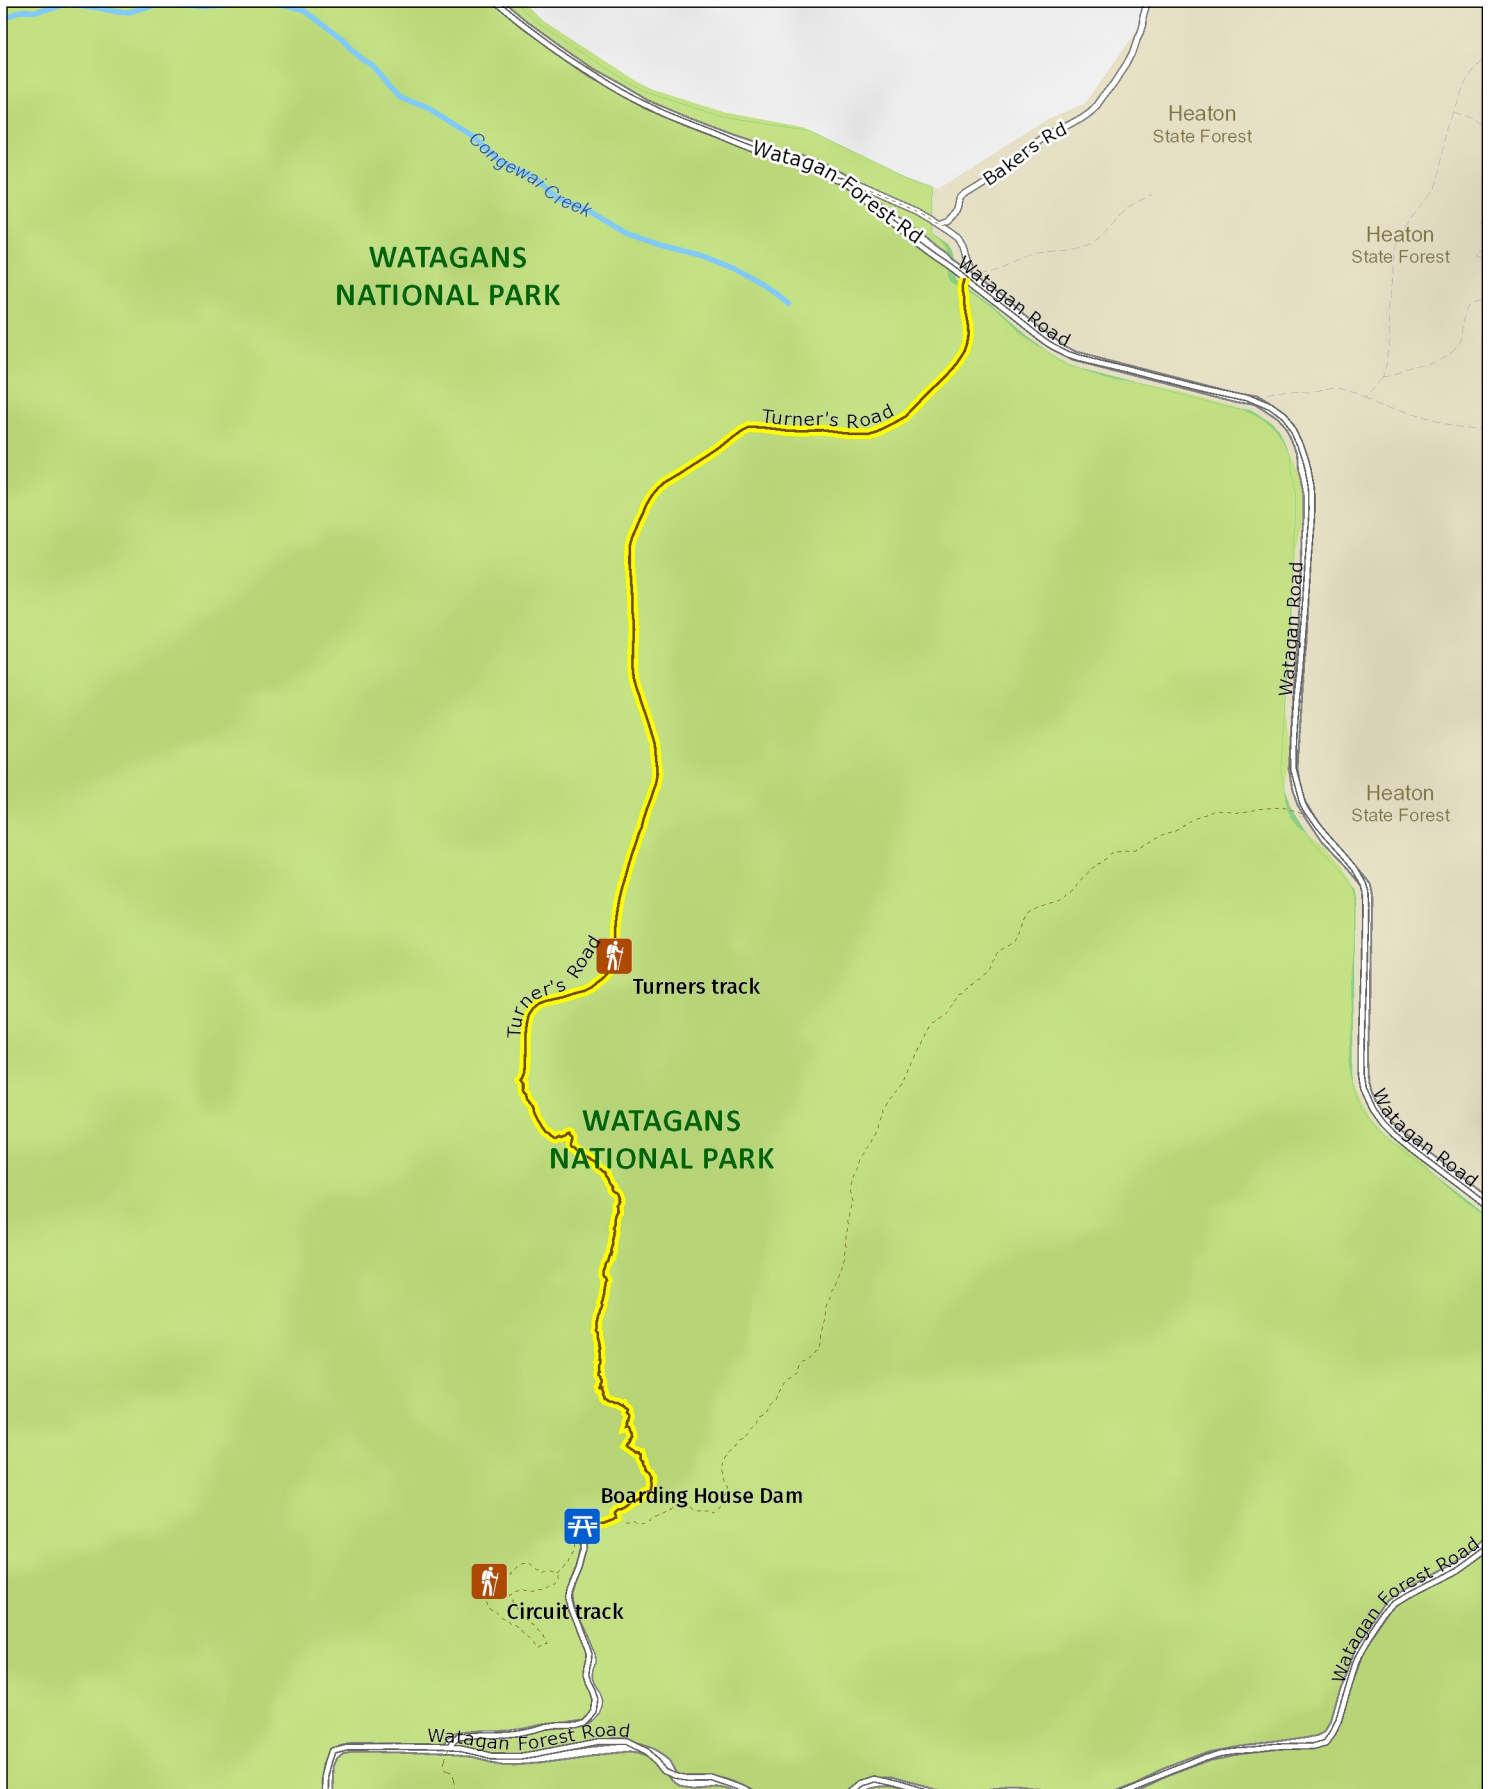 Heaton
State Forest
Bakers Rd
Congewai Creek
Watagan Forest Rd
Heaton
State Forest
WATAGANS
NATIONAL PARK
Watagan Road
Turner's Road
Watagan Road
Heaton
State Forest
Turner's Road
Turners track
WATAGANS
NATIONAL PARK
Watagan Road
Boarding House Dam
Circuit track
Watagan Forest Road
Watagan Forest Road